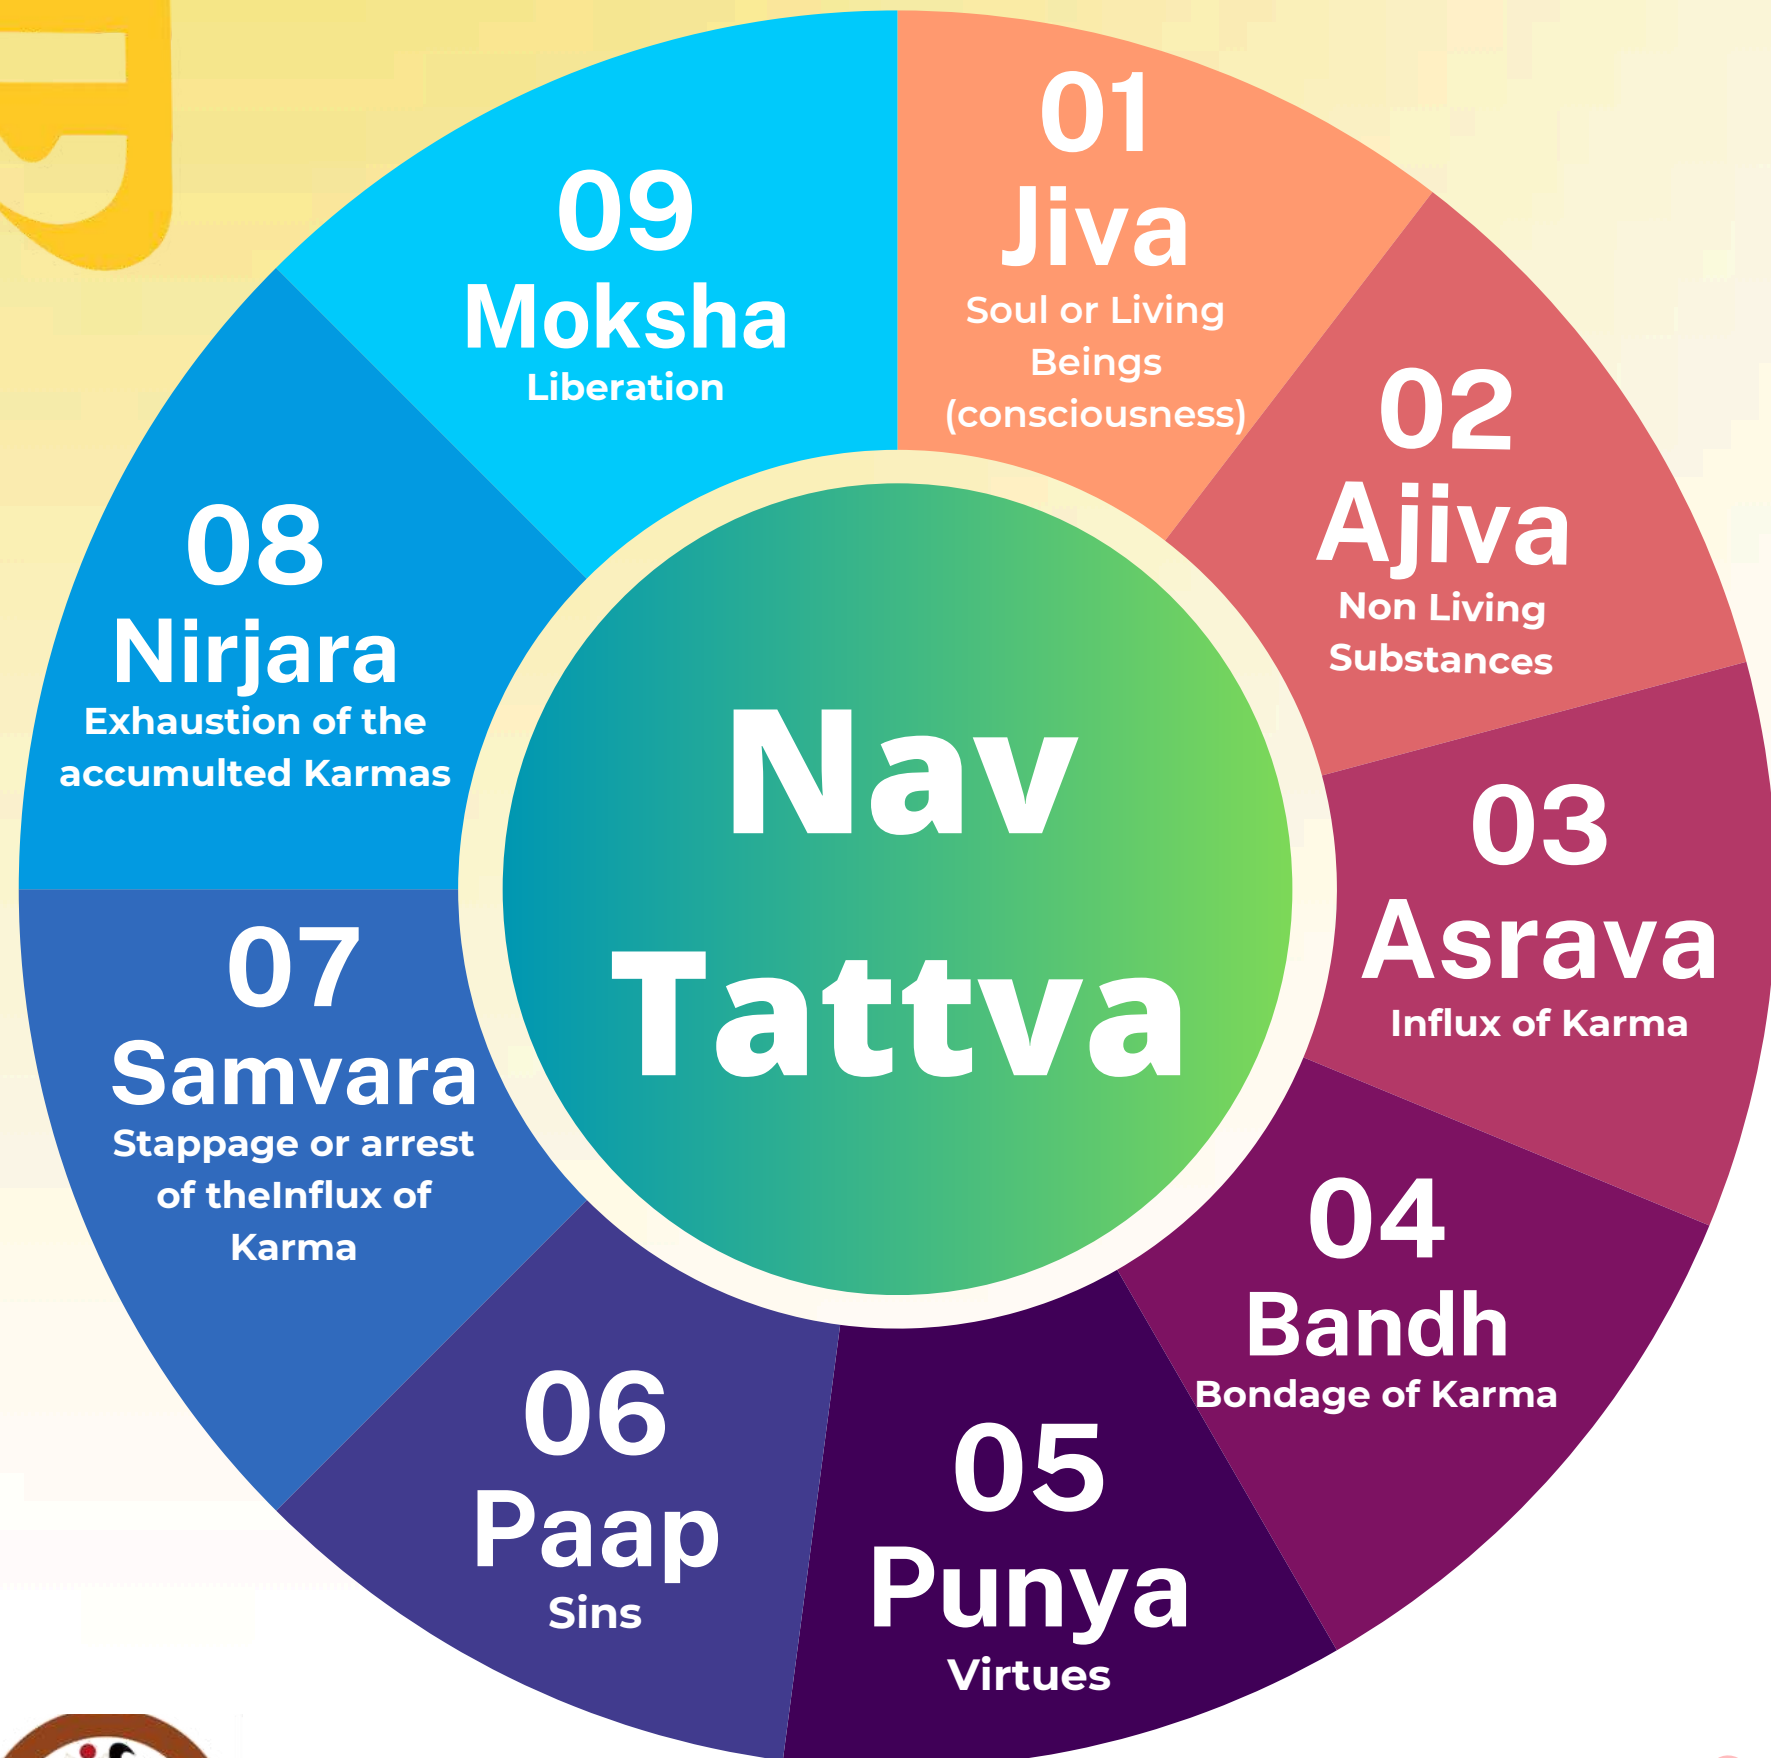 Nav
Tattva
01
Jiva
Soul or Living
Beings
(consciousness)
02
Ajiva
Non Living
Substances
03
Asrava
Influx of Karma
04
Bandh
Bondage of Karma
05
Punya
Virtues
06
Paap
Sins
07
Samvara
Stappage or arrest
of theInflux of
Karma
08
Nirjara
Exhaustion of the
accumulted Karmas
09
Moksha
Liberation